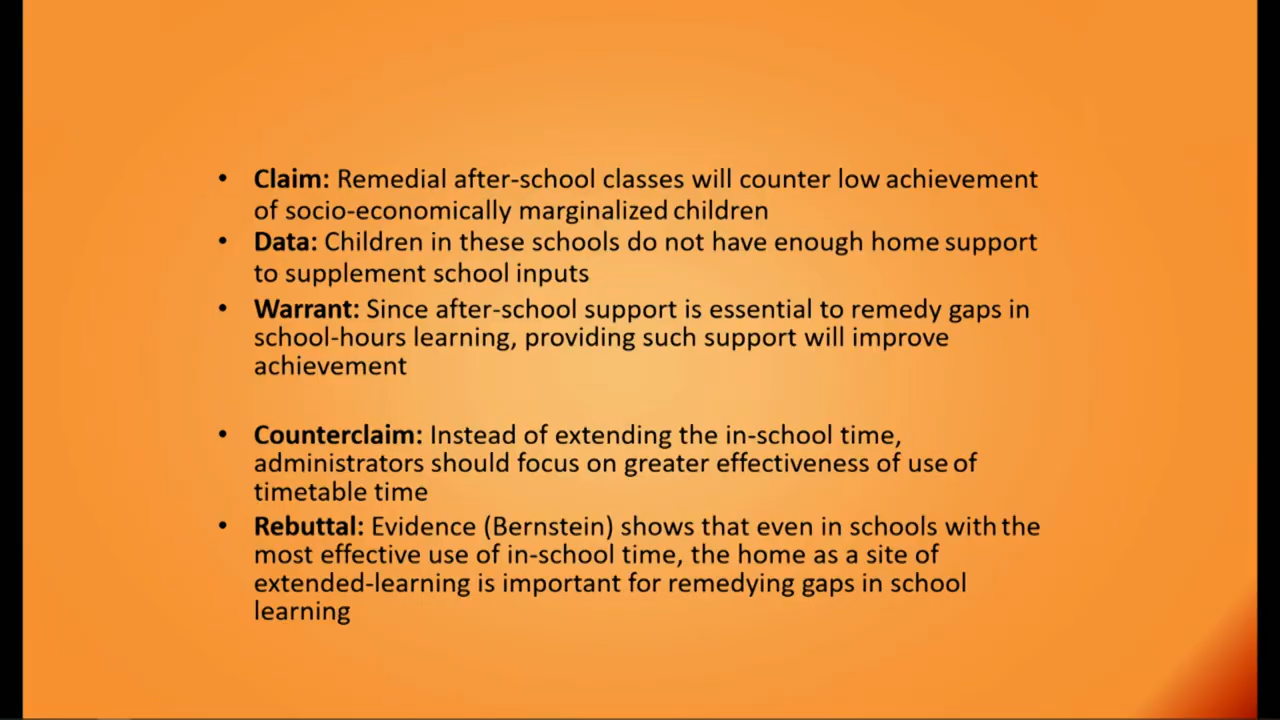 • Claim: Remedial after-school classes will counter low achievement
of socio-economically marginalized children
• Data: Children in these schools do not have enough home support
to supplement school inputs
• Warrant: Since after-school support is essential to remedy gaps in
school-hours learning, providing such support will improve
achievement
• Counterclaim: Instead of extending the in-school time,
administrators should focus on greater effectiveness of use of
timetable time
• Rebuttal: Evidence (Bernstein) shows that even in schools with the
most effective use of in-school time, the home as a site of
extended-learning is important for remedying gaps in school
learning